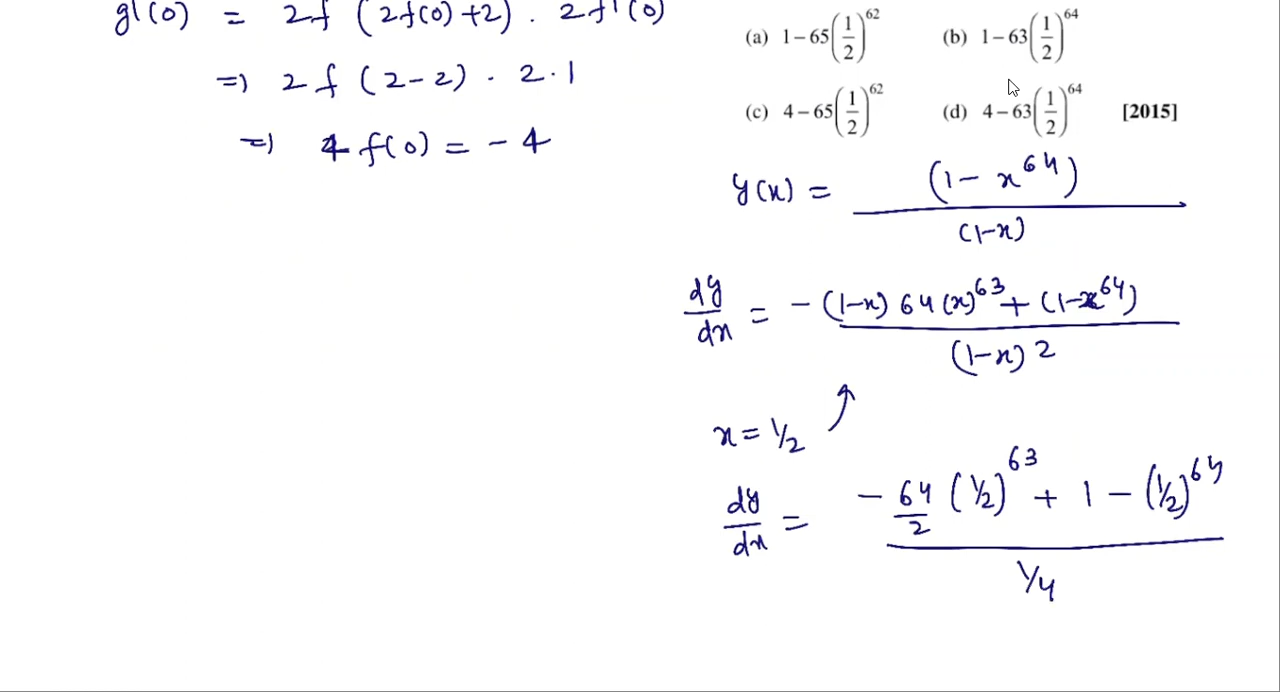 g'(0) = 2f (2f(0)+2) . 2f'(0)
=) 2f (2-2) . 2.1
=) 4 f(0) = -4
(a) 1-65(1/2)^62 (b) 1-63(1/2)^64
(c) 4-65(1/2)^62 (d) 4-63(1/2)^64 [2015]
y(x) = (1-x^64) / (1-x)
dy/dx = -(1-x) 64(x)^63 + (1-x^64) / (1-x)2
x = 1/2
dy/dx = -64/2 (1/2)^63 + 1 - (1/2)^64 / 1/4